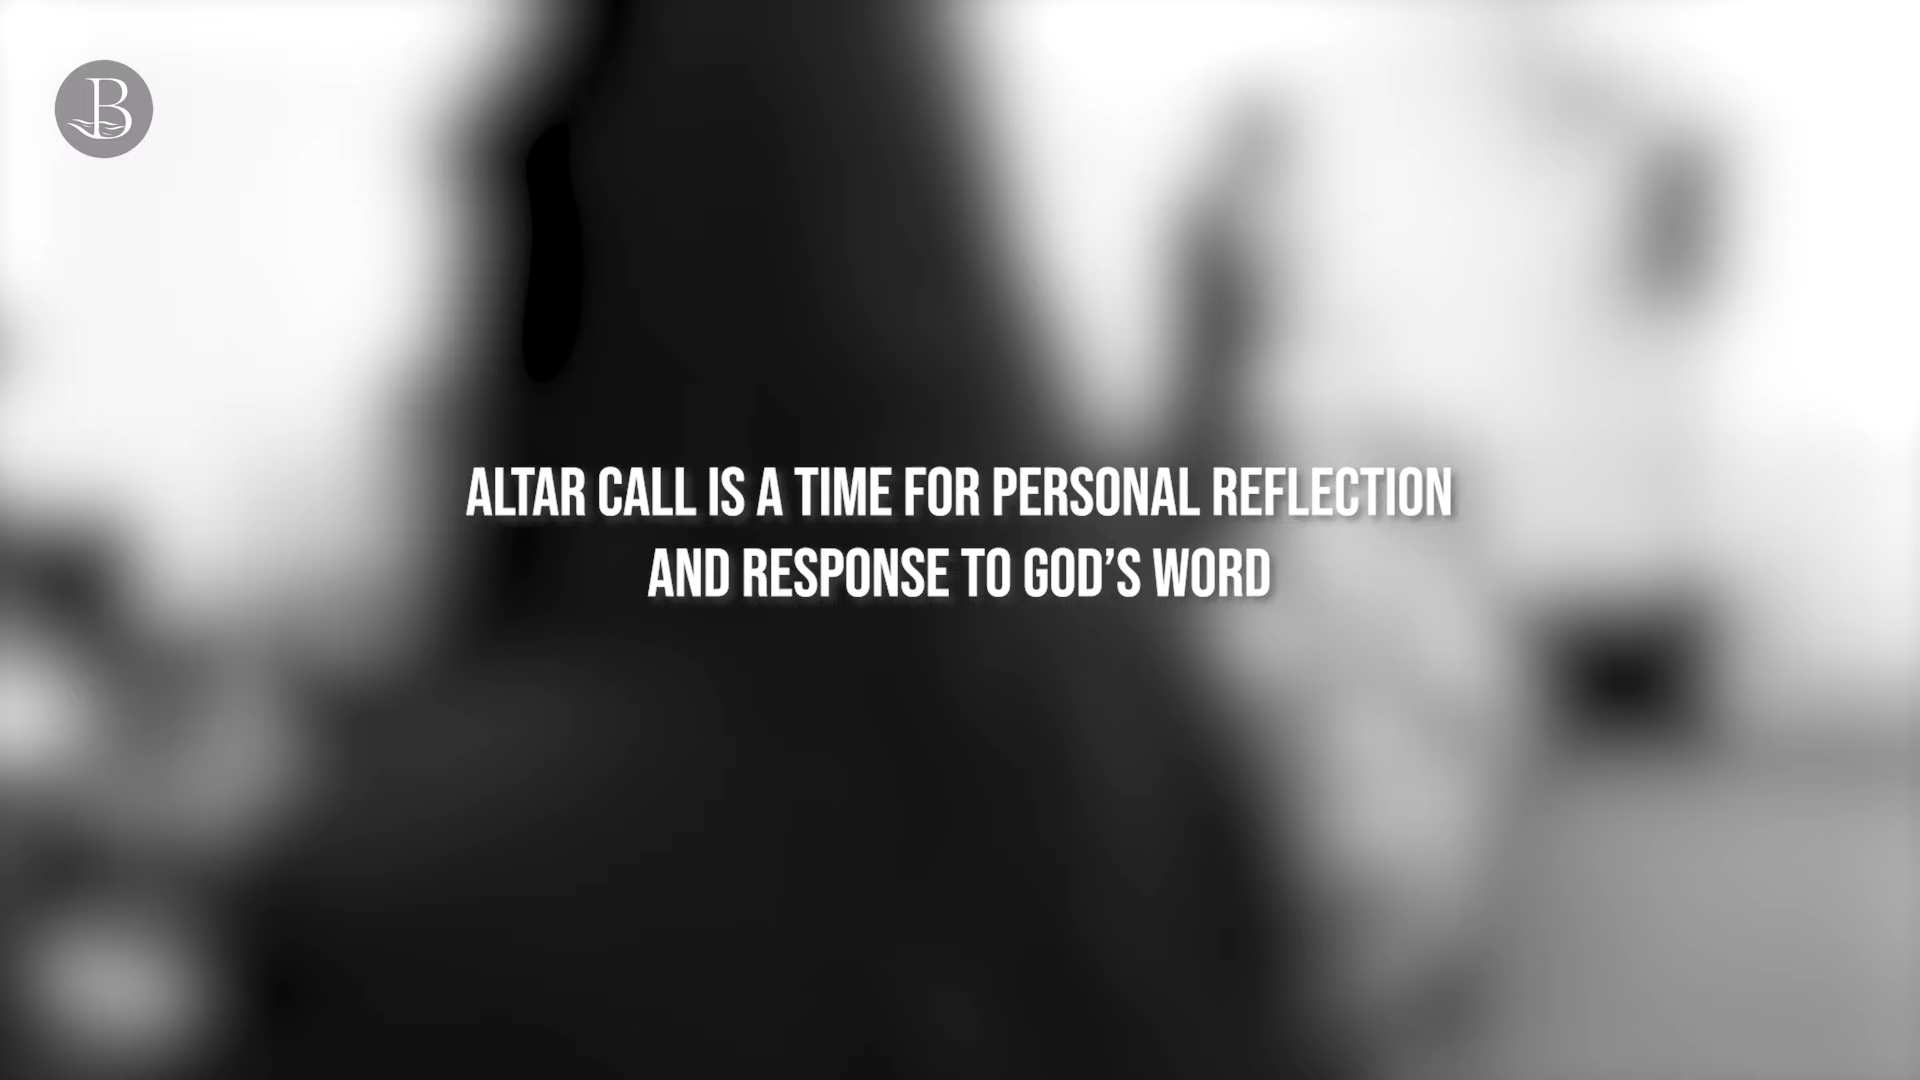 B
ALTAR CALL IS A TIME FOR PERSONAL REFLECTION
AND RESPONSE TO GOD’S WORD